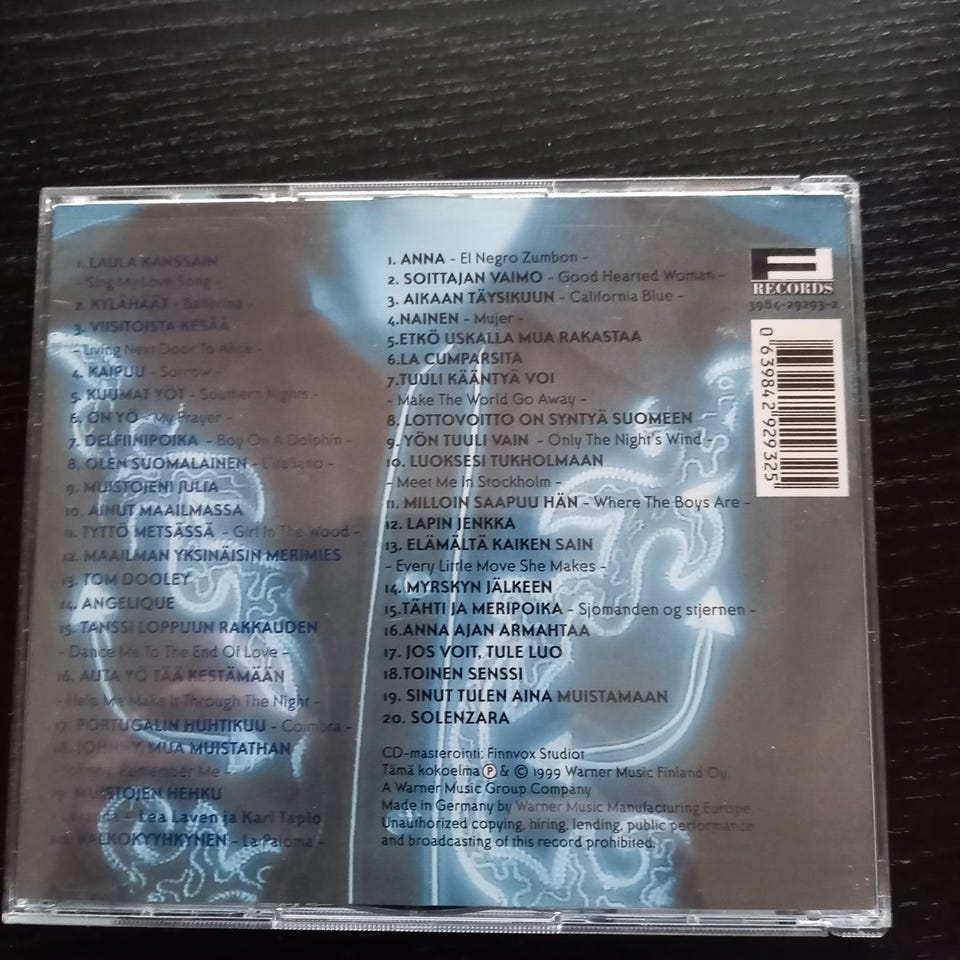 1. LAULA KANSSAIN
- Sing My Love Song -
2. KYLÄHÄÄT - Ballerina -
3. VIISITOISTA KESÄÄ
- Living Next Door To Alice -
4. KAIPUU - Sorrow -
5. KUUMAT YÖT - Southern Nights -
6. ON YÖ - My Prayer -
7. DELFIINIPOIKA - Boy On A Dolphin -
8. OLEN SUOMALAINEN - L'italiano -
9. MUISTOJENI JULIA
10. AINUT MAAILMASSA
11. TYTTÖ METSÄSSÄ - Girl In The Wood -
12. MAAILMAN YKSINÄISIN MERIMIES
13. TOM DOOLEY
14. ANGELIQUE
15. TANSSI LOPPUUN RAKKAUDEN
- Dance Me To The End Of Love -
16. AUTA YÖ TÄÄ KESTÄMÄÄN
- Help Me Make It Through The Night -
17. PORTUGALIN HUHTIKUU - Coimbra -
18. JOHNNY, MUA MUISTATHAN
- Johnny, Remember Me -
19. MUISTOJEN HEHKU
- Lea Laven ja Kari Tapio
20. VALKOKYYHKYNEN - La Paloma -
1. ANNA - El Negro Zumbon -
2. SOITTAJAN VAIMO - Good Hearted Woman -
3. AIKAAN TÄYSIKUUN - California Blue -
4.NAINEN - Mujer -
5.ETKÖ USKALLA MUA RAKASTAA
6.LA CUMPARSITA
7.TUULI KÄÄNTYÄ VOI
- Make The World Go Away -
8. LOTTOVOITTO ON SYNTYÄ SUOMEEN
9. YÖN TUULI VAIN - Only The Night's Wind -
10. LUOKSESI TUKHOLMAAN
- Meet Me In Stockholm -
11. MILLOIN SAAPUU HÄN - Where The Boys Are -
12. LAPIN JENKKA
13. ELÄMÄLTÄ KAIKEN SAIN
- Every Little Move She Makes -
14. MYRSKYN JÄLKEEN
15.TÄHTI JA MERIPOIKA - Sjomanden og stjernen -
16.ANNA AJAN ARMAHTAA
17. JOS VOIT, TULE LUO
18.TOINEN SENSSI
19. SINUT TULEN AINA MUISTAMAAN
20. SOLENZARA
CD-masterointi: Finnvox Studiot
Tämä kokoelma ℗ & © 1999 Warner Music Finland Oy.
A Warner Music Group Company
Made in Germany by Warner Music Manufacturing Europe.
Unauthorized copying, hiring, lending, public performance
and broadcasting of this record prohibited.
F
RECORDS
3984-29293-2
0 639842 929325